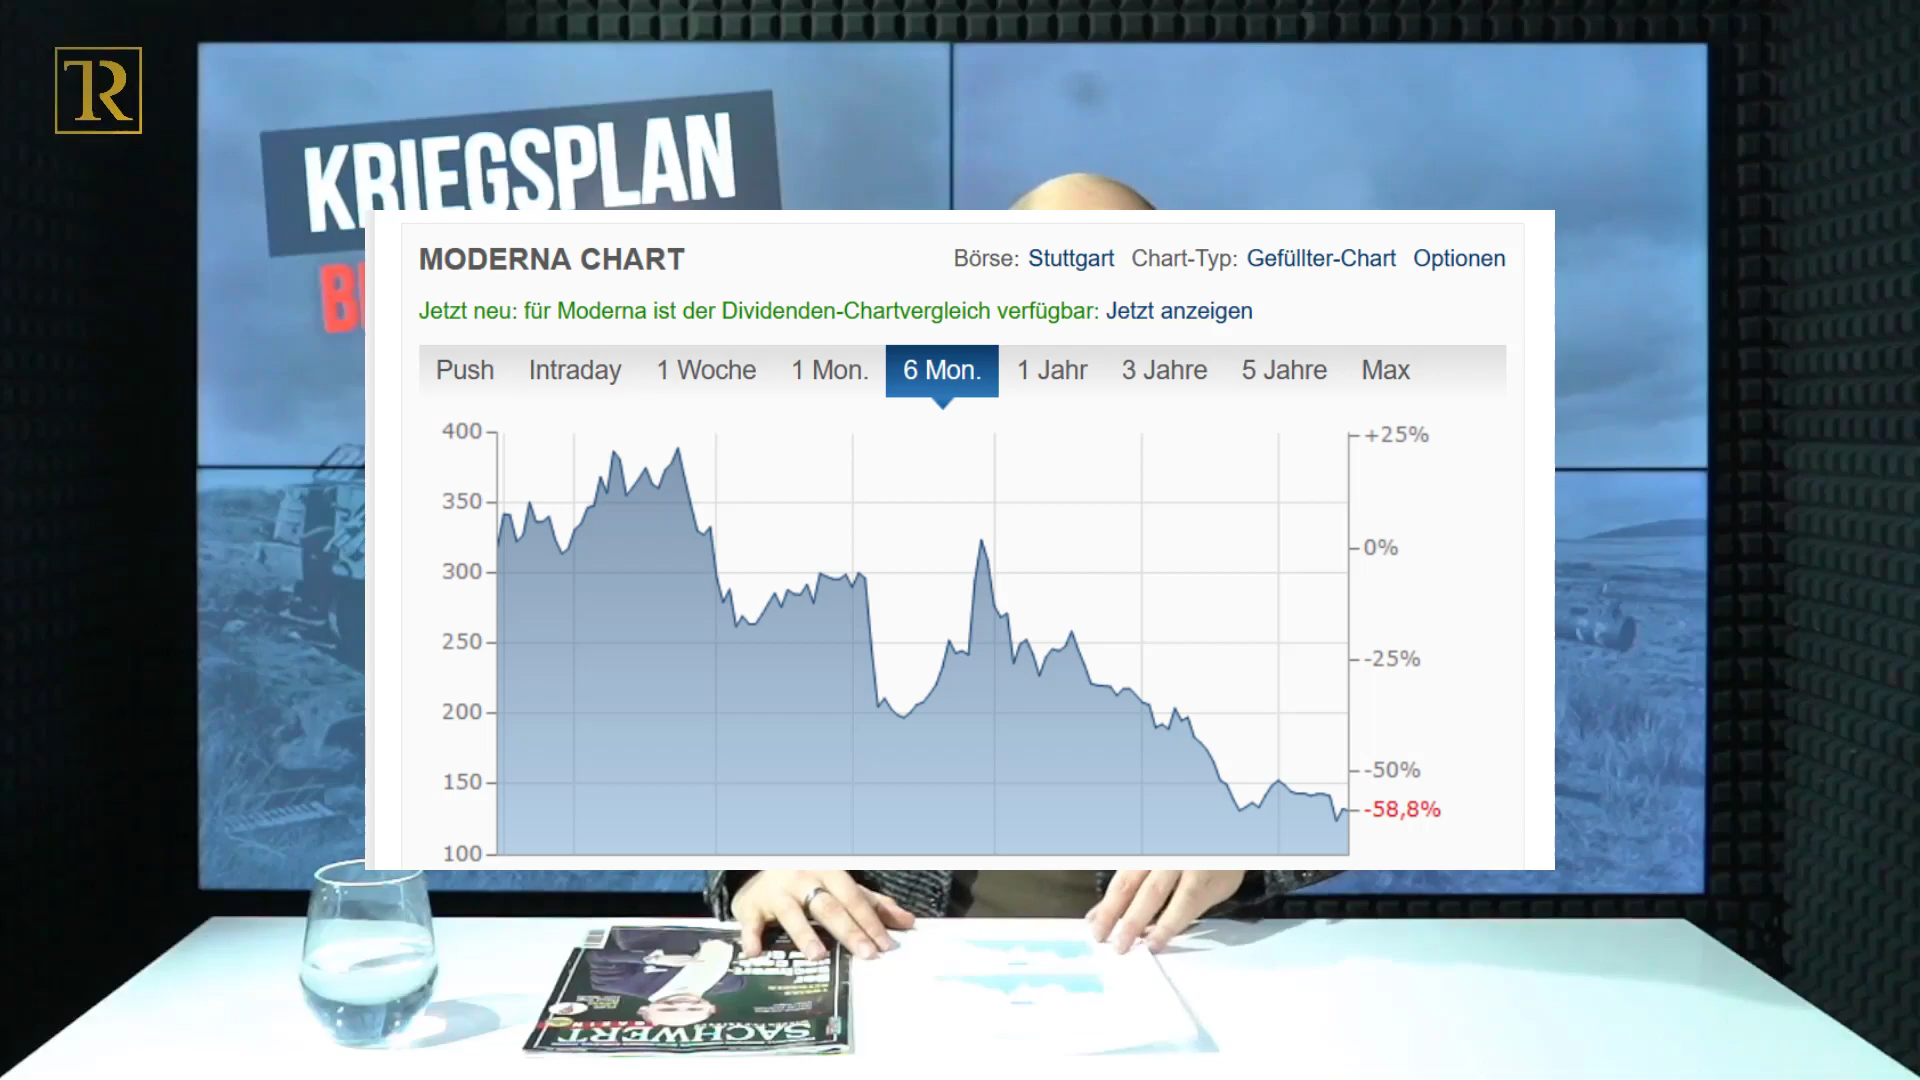 TR
KRIEGSPLAN
MODERNA CHART
Börse: Stuttgart Chart-Typ: Gefüllter-Chart Optionen
Jetzt neu: für Moderna ist der Dividenden-Chartvergleich verfügbar: Jetzt anzeigen
Push Intraday 1 Woche 1 Mon. 6 Mon. 1 Jahr 3 Jahre 5 Jahre Max
400 +25%
350
300 0%
250 -25%
200
150 -50%
-58,8%
100
SACHWERT